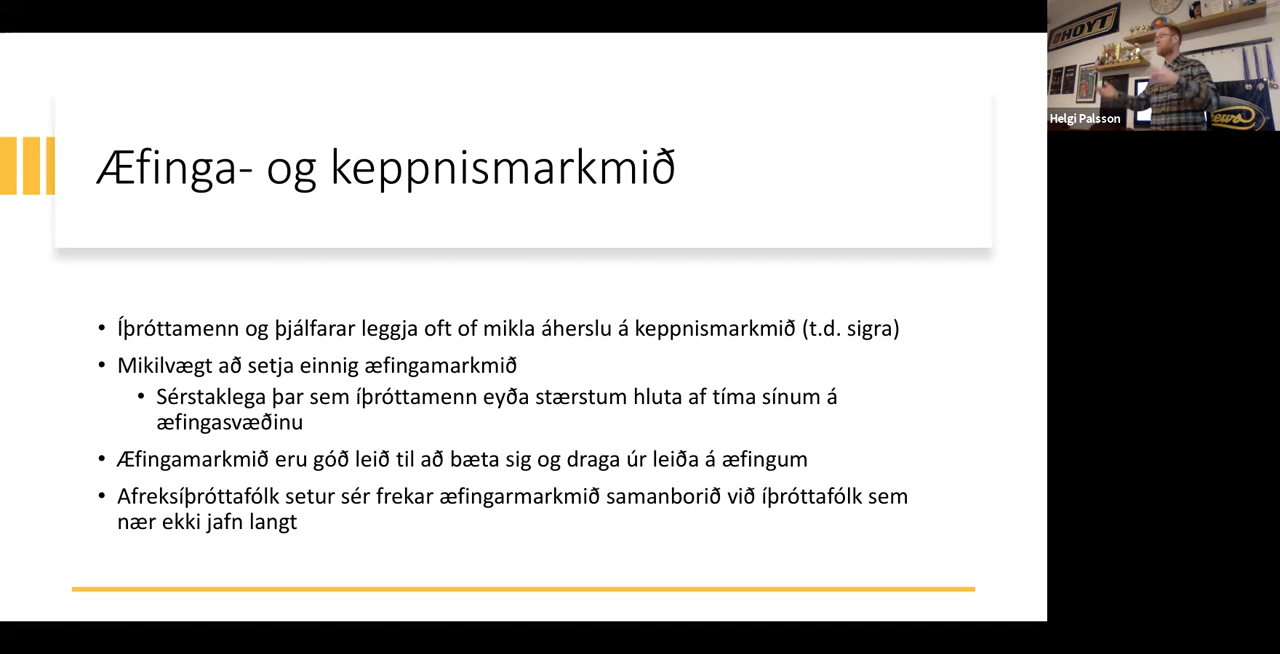 Æfinga- og keppnismarkmið
• Íþróttamenn og þjálfarar leggja oft of mikla áherslu á keppnismarkmið (t.d. sigra)
• Mikilvægt að setja einnig æfingamarkmið
• Sérstaklega þar sem íþróttamenn eyða stærstum hluta af tíma sínum á
æfingasvæðinu
• Æfingamarkmið eru góð leið til að bæta sig og draga úr leiða á æfingum
• Afreksíþróttafólk setur sér frekar æfingarmarkmið samanborið við íþróttafólk sem
nær ekki jafn langt
HOYT
Helgi Palsson